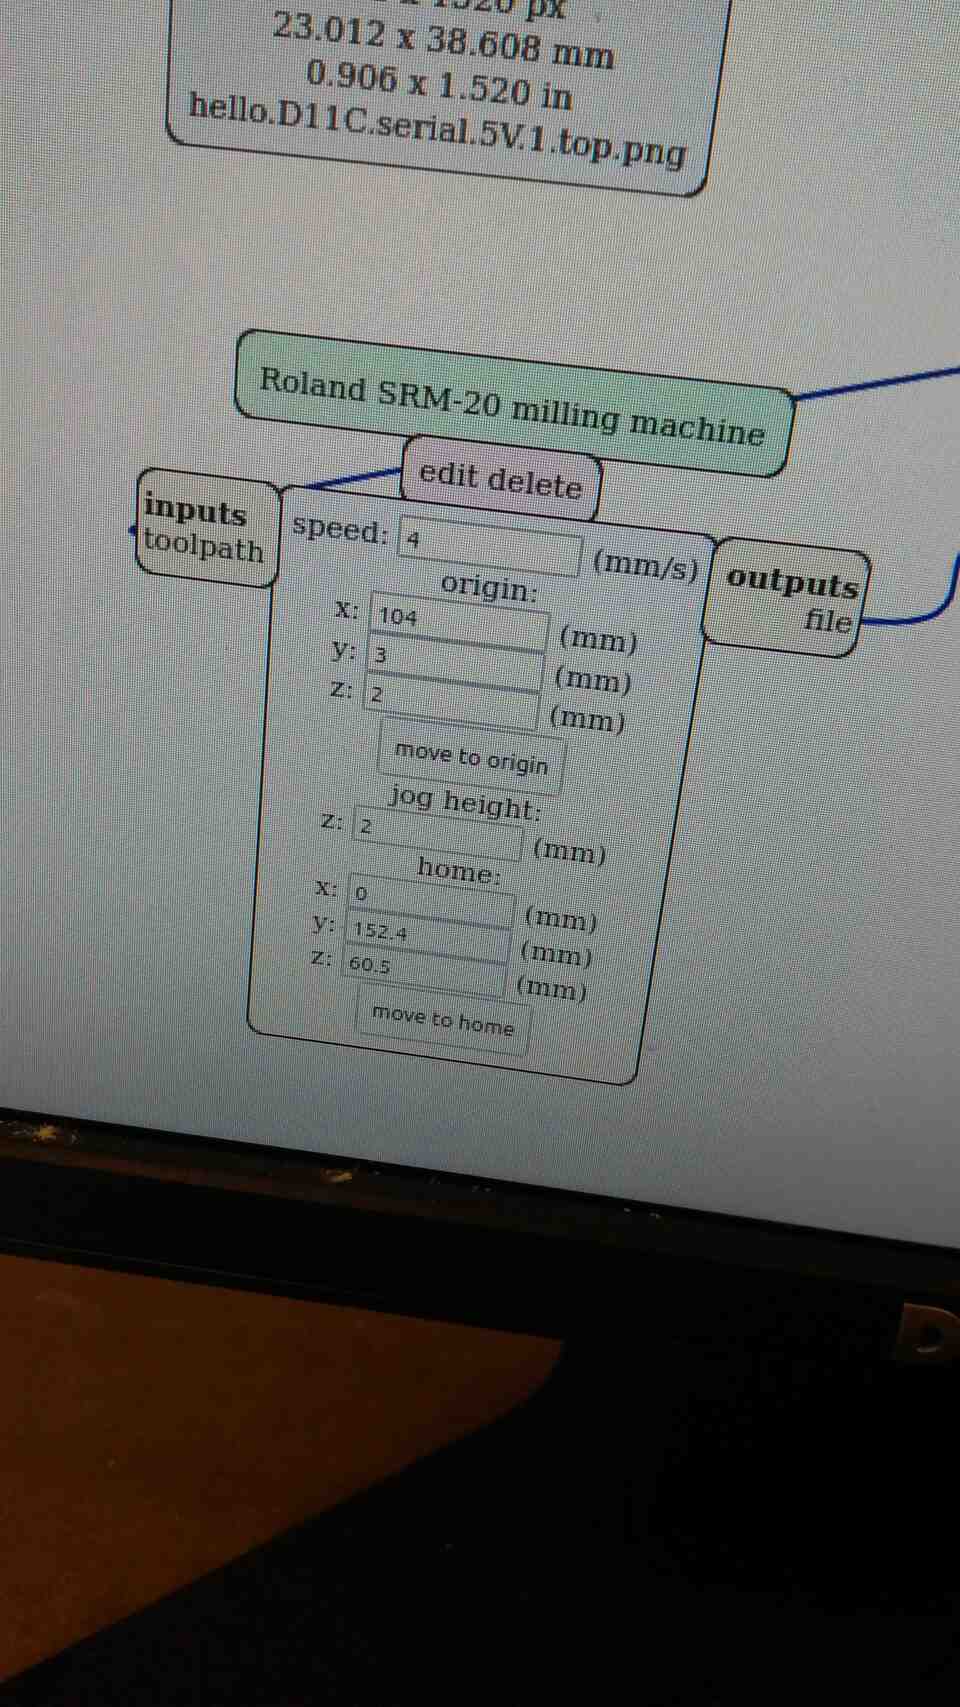 1520 px
23.012 x 38.608 mm
0.906 x 1.520 in
hello.D11C.serial.5V.1.top.png
Roland SRM-20 milling machine
edit delete
inputs
toolpath
speed: 4 (mm/s)
outputs
file
origin:
x: 104 (mm)
y: 3 (mm)
z: 2 (mm)
move to origin
jog height:
z: 2 (mm)
home:
x: 0 (mm)
y: 152.4 (mm)
z: 60.5 (mm)
move to home